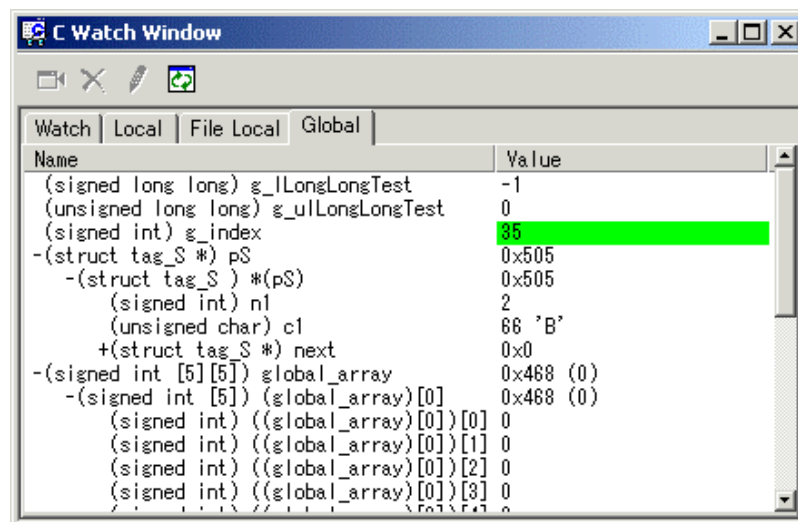 C Watch Window
Watch Local File Local Global
Name Value
(signed long long) g_lLongLongTest -1
(unsigned long long) g_ulLongLongTest 0
(signed int) g_index 35
-(struct tag_S *) pS 0x505
-(struct tag_S ) *(pS) 0x505
(signed int) n1 2
(unsigned char) c1 66 'B'
+(struct tag_S *) next 0x0
-(signed int [5][5]) global_array 0x468 (0)
-(signed int [5]) (global_array)[0] 0x468 (0)
(signed int) ((global_array)[0])[0] 0
(signed int) ((global_array)[0])[1] 0
(signed int) ((global_array)[0])[2] 0
(signed int) ((global_array)[0])[3] 0